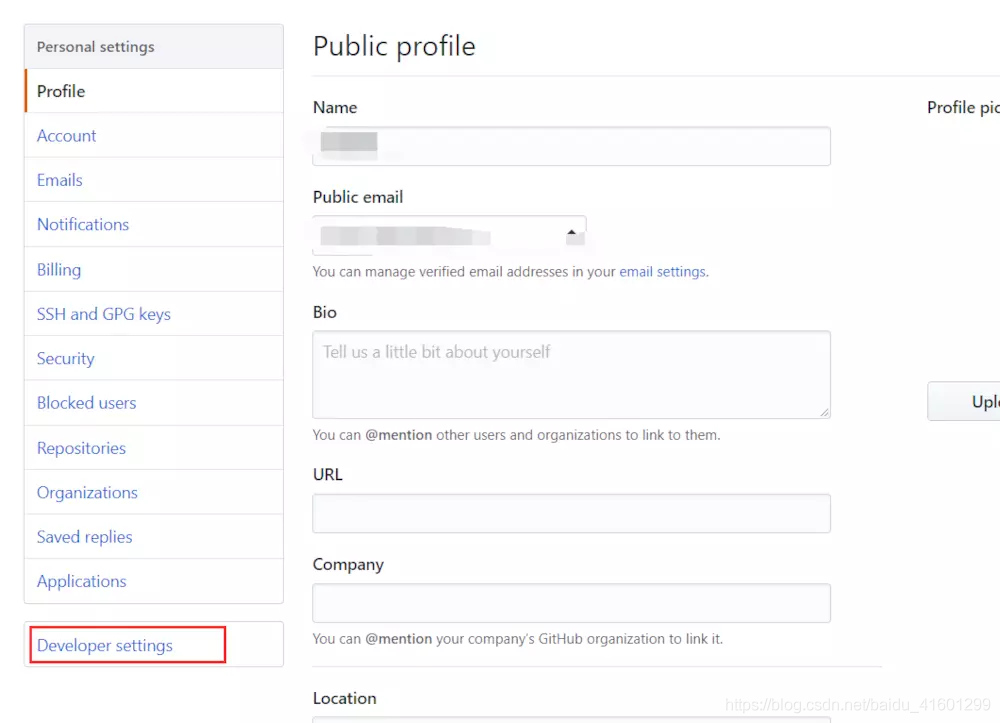 Personal settings
Profile
Account
Emails
Notifications
Billing
SSH and GPG keys
Security
Blocked users
Repositories
Organizations
Saved replies
Applications
Developer settings
Public profile
Name
Public email
You can manage verified email addresses in your email settings.
Bio
Tell us a little bit about yourself
You can @mention other users and organizations to link to them.
URL
Company
You can @mention your company's GitHub organization to link it.
Location
Profile pic
Uplo
https://blog.csdn.net/baidu_41601299